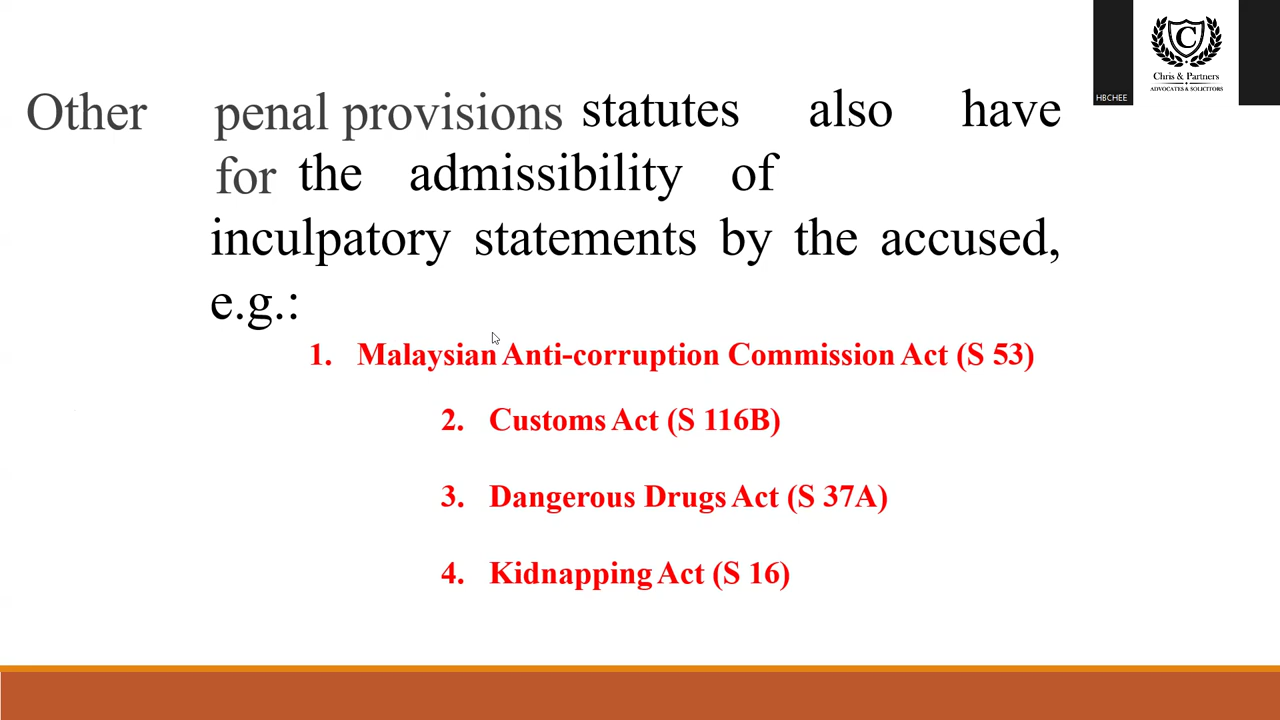 HBCHEE
C
Chris & Partners
ADVOCATES & SOLICITORS
Other penal provisions statutes also have
for the admissibility of
inculpatory statements by the accused,
e.g.:
1. Malaysian Anti-corruption Commission Act (S 53)
2. Customs Act (S 116B)
3. Dangerous Drugs Act (S 37A)
4. Kidnapping Act (S 16)